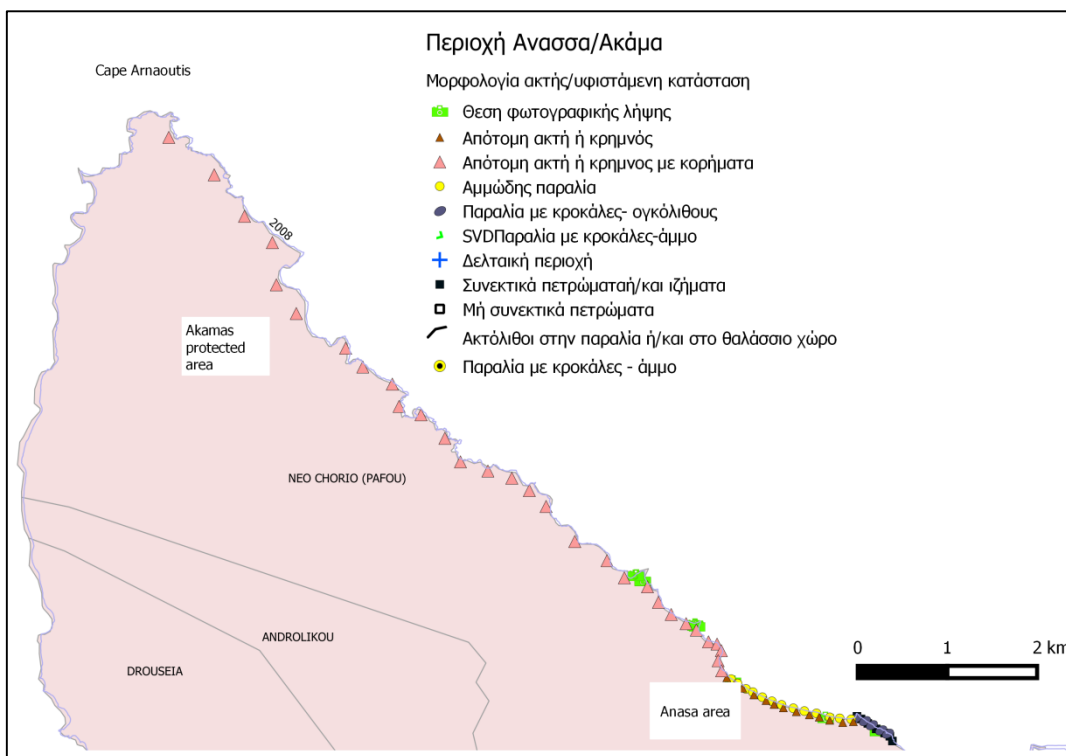 Περιοχή Ανασσα/Ακάμα
Cape Arnaoutis
Μορφολογία ακτής/υφιστάμενη κατάσταση
Θεση φωτογραφικής λήψης
Απότομη ακτή ή κρημνός
Απότομη ακτή ή κρημνος με κορήματα
Αμμώδης παραλία
Παραλία με κροκάλες- ογκόλιθους
SVDΠαραλία με κροκάλες-άμμο
Δελταική περιοχή
Συνεκτικά πετρώματαή/και ιζήματα
Μή συνεκτικά πετρώματα
Ακτόλιθοι στην παραλία ή/και στο θαλάσσιο χώρο
Παραλία με κροκάλες - άμμο
2008
Akamas
protected
area
NEO CHORIO (PAFOU)
ANDROLIKOU
DROUSEIA
Anasa area
0 1 2 km